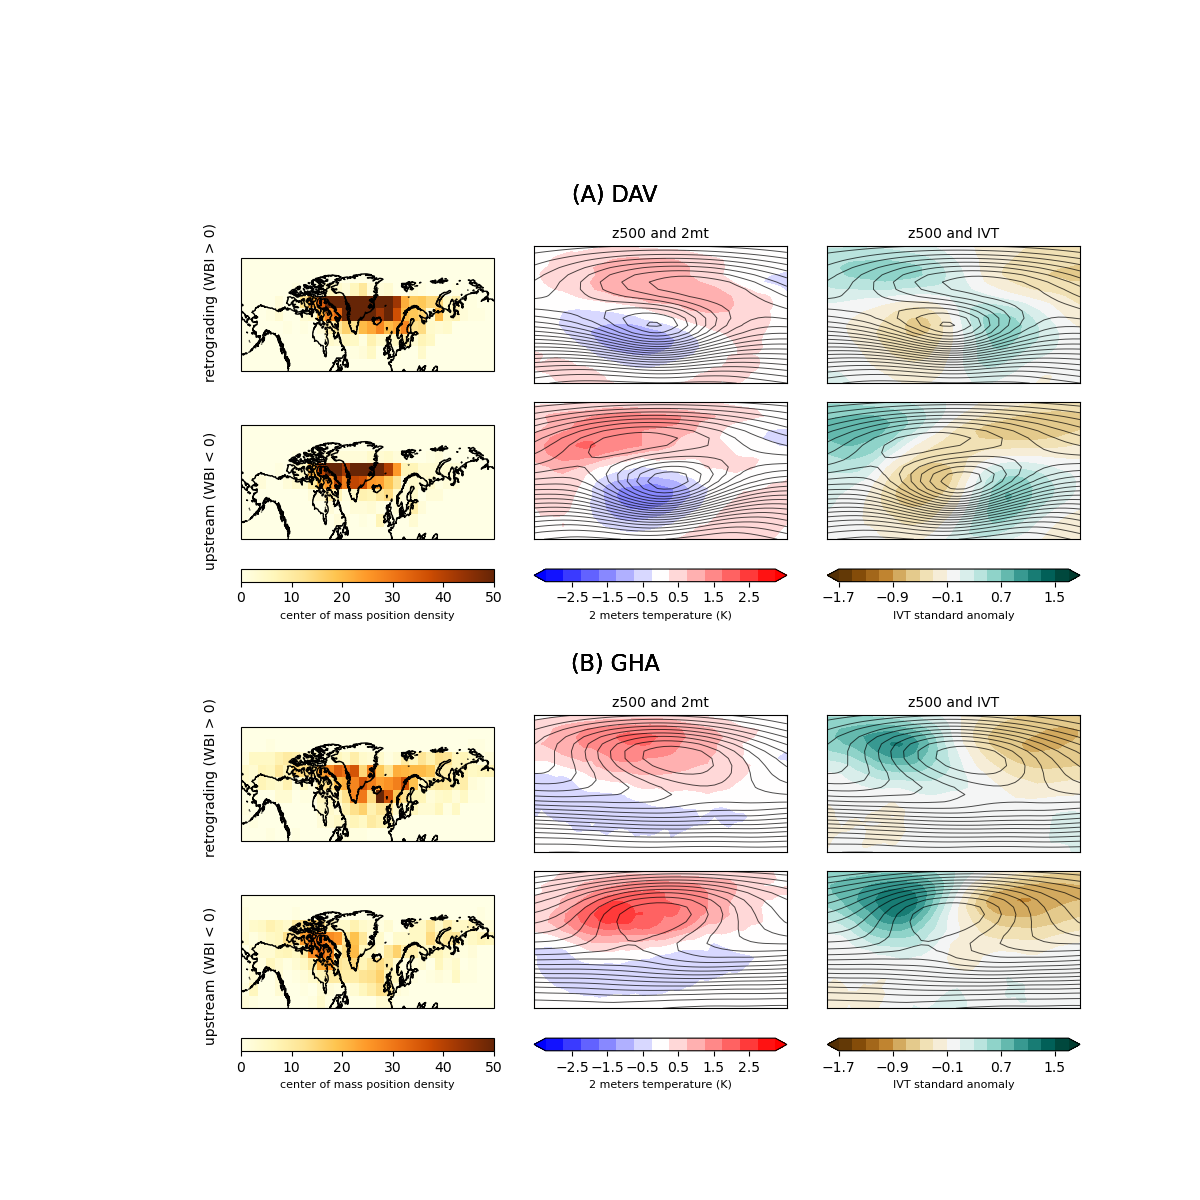 (A) DAV
z500 and 2mt
z500 and IVT
retrograding (WBI > 0)
upstream (WBI < 0)
0 10 20 30 40 50
center of mass position density
−2.5 −1.5 −0.5 0.5 1.5 2.5
2 meters temperature (K)
−1.7 −0.9 −0.1 0.7 1.5
IVT standard anomaly
(B) GHA
z500 and 2mt
z500 and IVT
retrograding (WBI > 0)
upstream (WBI < 0)
0 10 20 30 40 50
center of mass position density
−2.5 −1.5 −0.5 0.5 1.5 2.5
2 meters temperature (K)
−1.7 −0.9 −0.1 0.7 1.5
IVT standard anomaly